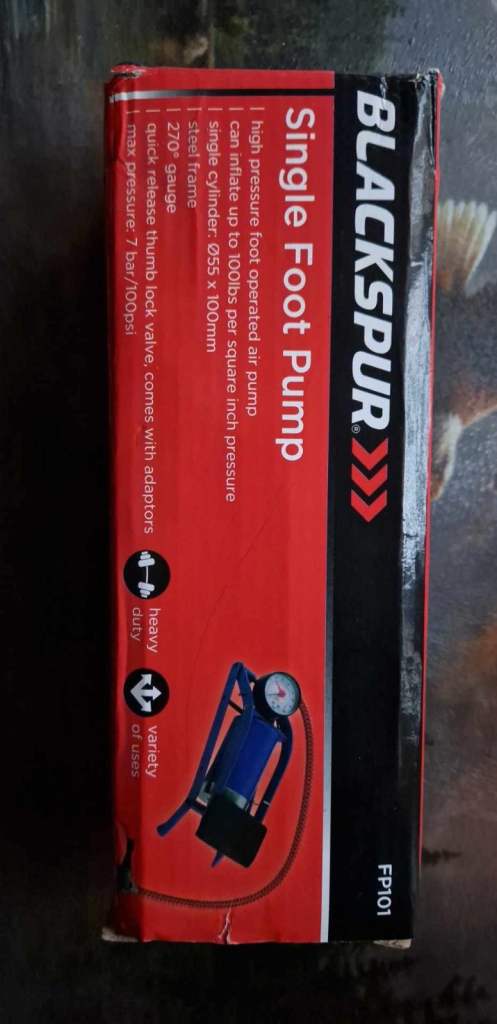 BLACKSPUR®
FP101
Single Foot Pump
| high pressure foot operated air pump
| can inflate up to 100lbs per square inch pressure
| single cylinder: Ø55 x 100mm
| steel frame
| 270° gauge
| quick release thumb lock valve, comes with adaptors
| max pressure: 7 bar/100psi
heavy
duty
variety
of uses